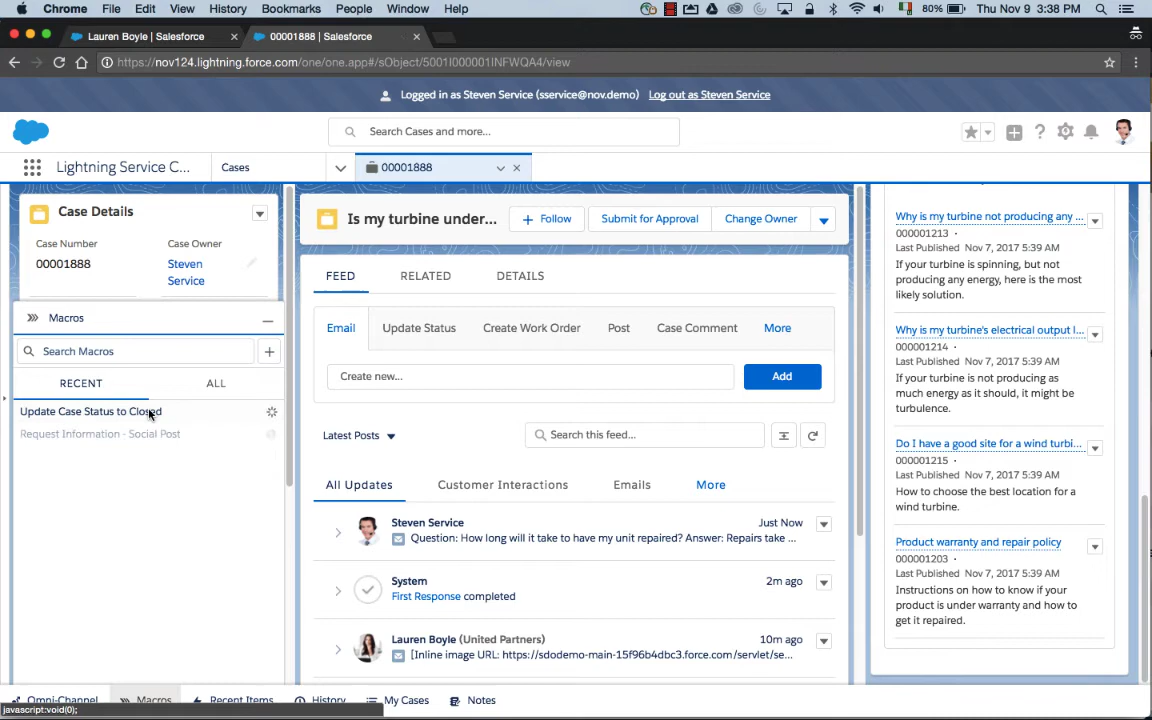 Chrome File Edit View History Bookmarks People Window Help 80% Thu Nov 9 3:38 PM
Lauren Boyle | Salesforce 00001888 | Salesforce
https://nov124.lightning.force.com/one/one.app#/sObject/5001I000001INFWQA4/view
Logged in as Steven Service (sservice@nov.demo) Log out as Steven Service
Search Cases and more...
Lightning Service C... Cases 00001888
Case Details
Case Number Case Owner
00001888 Steven
Service
Macros
Search Macros
RECENT ALL
Update Case Status to Closed
Request Information - Social Post
Is my turbine under... Follow Submit for Approval Change Owner
FEED RELATED DETAILS
Email Update Status Create Work Order Post Case Comment More
Create new... Add
Latest Posts Search this feed...
All Updates Customer Interactions Emails More
Steven Service Just Now
Question: How long will it take to have my unit repaired? Answer: Repairs take ...
System 2m ago
First Response completed
Lauren Boyle (United Partners) 10m ago
[Inline image URL: https://sdodemo-main-15f96b4dbc3.force.com/servlet/se...
Why is my turbine not producing any ...
000001213 ·
Last Published Nov 7, 2017 5:39 AM
If your turbine is spinning, but not
producing any energy, here is the most
likely solution.
Why is my turbine's electrical output l...
000001214 ·
Last Published Nov 7, 2017 5:39 AM
If your turbine is not producing as
much energy as it should, it might be
turbulence.
Do I have a good site for a wind turbi...
000001215 ·
Last Published Nov 7, 2017 5:39 AM
How to choose the best location for a
wind turbine.
Product warranty and repair policy
000001203 ·
Last Published Nov 7, 2017 5:39 AM
Instructions on how to know if your
product is under warranty and how to
get it repaired.
Omni-Channel Macros Recent Items History My Cases Notes
javascript:void(0);